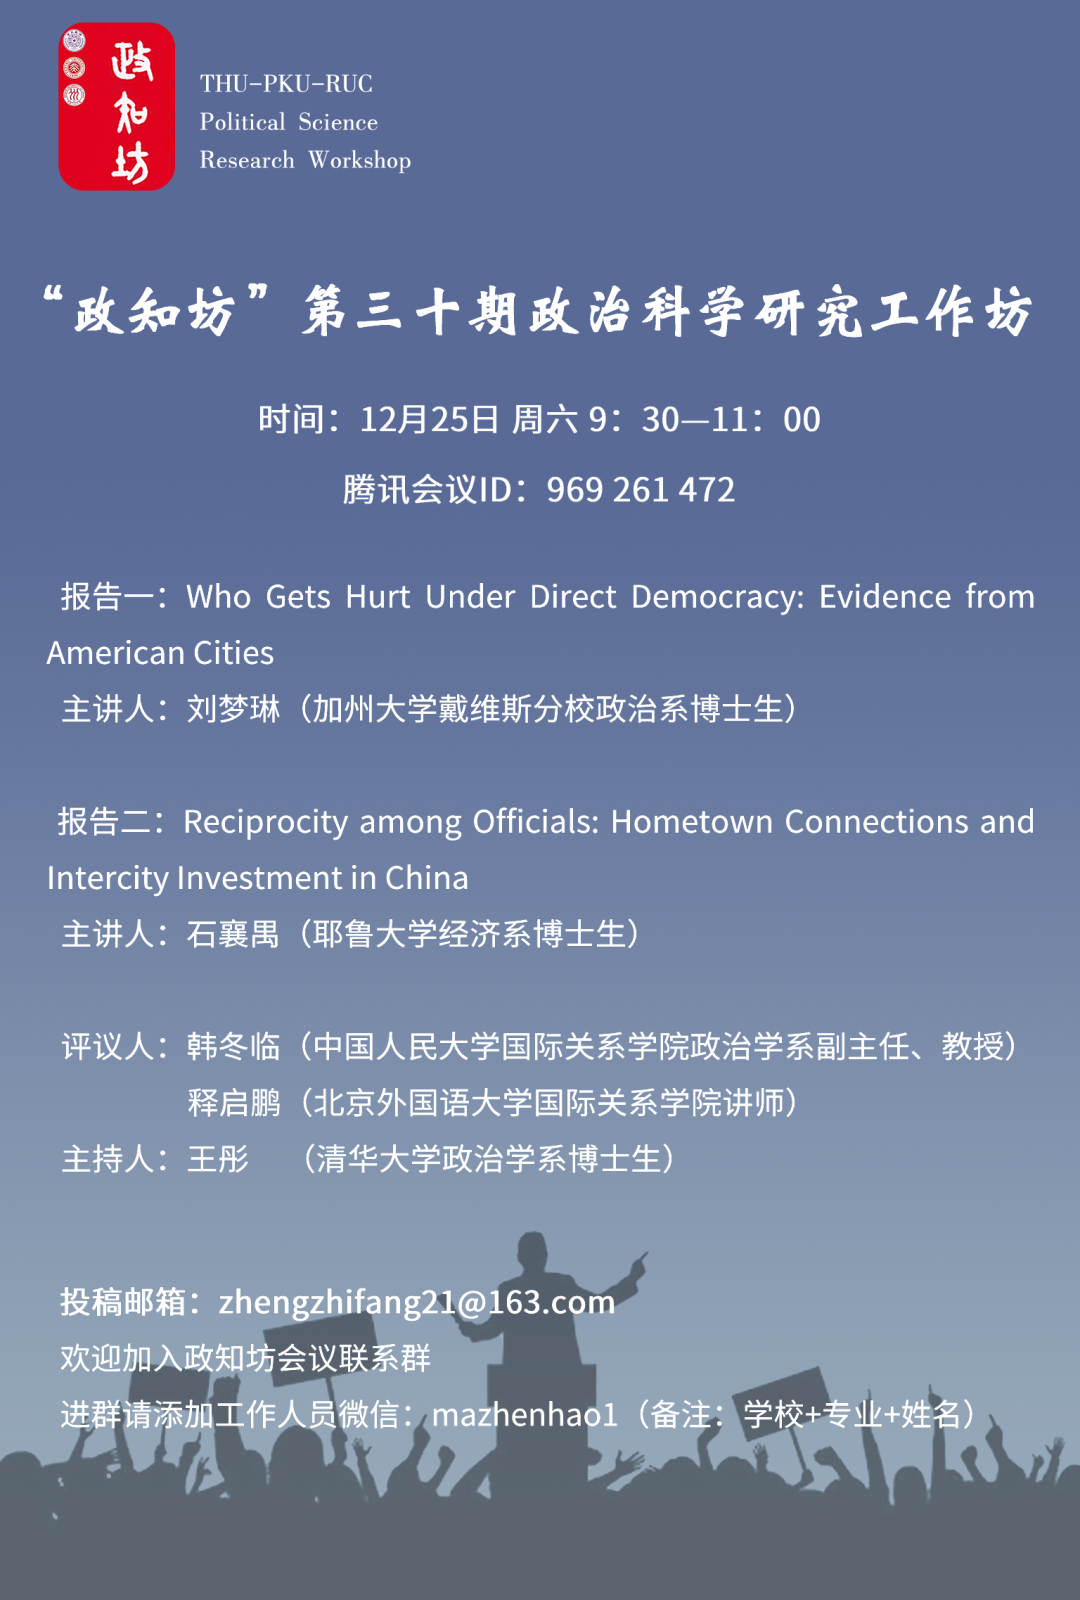 政知坊
THU-PKU-RUC
Political Science
Research Workshop
“政知坊”第三十期政治科学研究工作坊
时间：12月25日 周六 9：30—11：00
腾讯会议ID：969 261 472
报告一：Who Gets Hurt Under Direct Democracy: Evidence from
American Cities
主讲人：刘梦琳（加州大学戴维斯分校政治系博士生）
报告二：Reciprocity among Officials: Hometown Connections and
Intercity Investment in China
主讲人：石襄禺（耶鲁大学经济系博士生）
评议人：韩冬临（中国人民大学国际关系学院政治学系副主任、教授）
释启鹏（北京外国语大学国际关系学院讲师）
主持人：王彤 （清华大学政治学系博士生）
投稿邮箱：zhengzhifang21@163.com
欢迎加入政知坊会议联系群
进群请添加工作人员微信：mazhenhao1（备注：学校+专业+姓名）